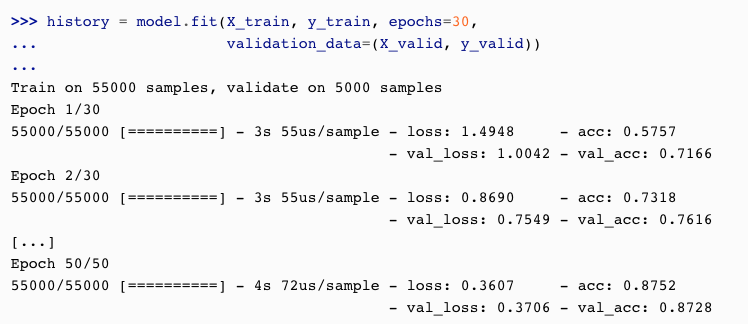 >>> history = model.fit(X_train, y_train, epochs=30,
...                     validation_data=(X_valid, y_valid))
...
Train on 55000 samples, validate on 5000 samples
Epoch 1/30
55000/55000 [==========] - 3s 55us/sample - loss: 1.4948     - acc: 0.5757
                                          - val_loss: 1.0042 - val_acc: 0.7166
Epoch 2/30
55000/55000 [==========] - 3s 55us/sample - loss: 0.8690     - acc: 0.7318
                                          - val_loss: 0.7549 - val_acc: 0.7616
[...]
Epoch 50/50
55000/55000 [==========] - 4s 72us/sample - loss: 0.3607     - acc: 0.8752
                                          - val_loss: 0.3706 - val_acc: 0.8728